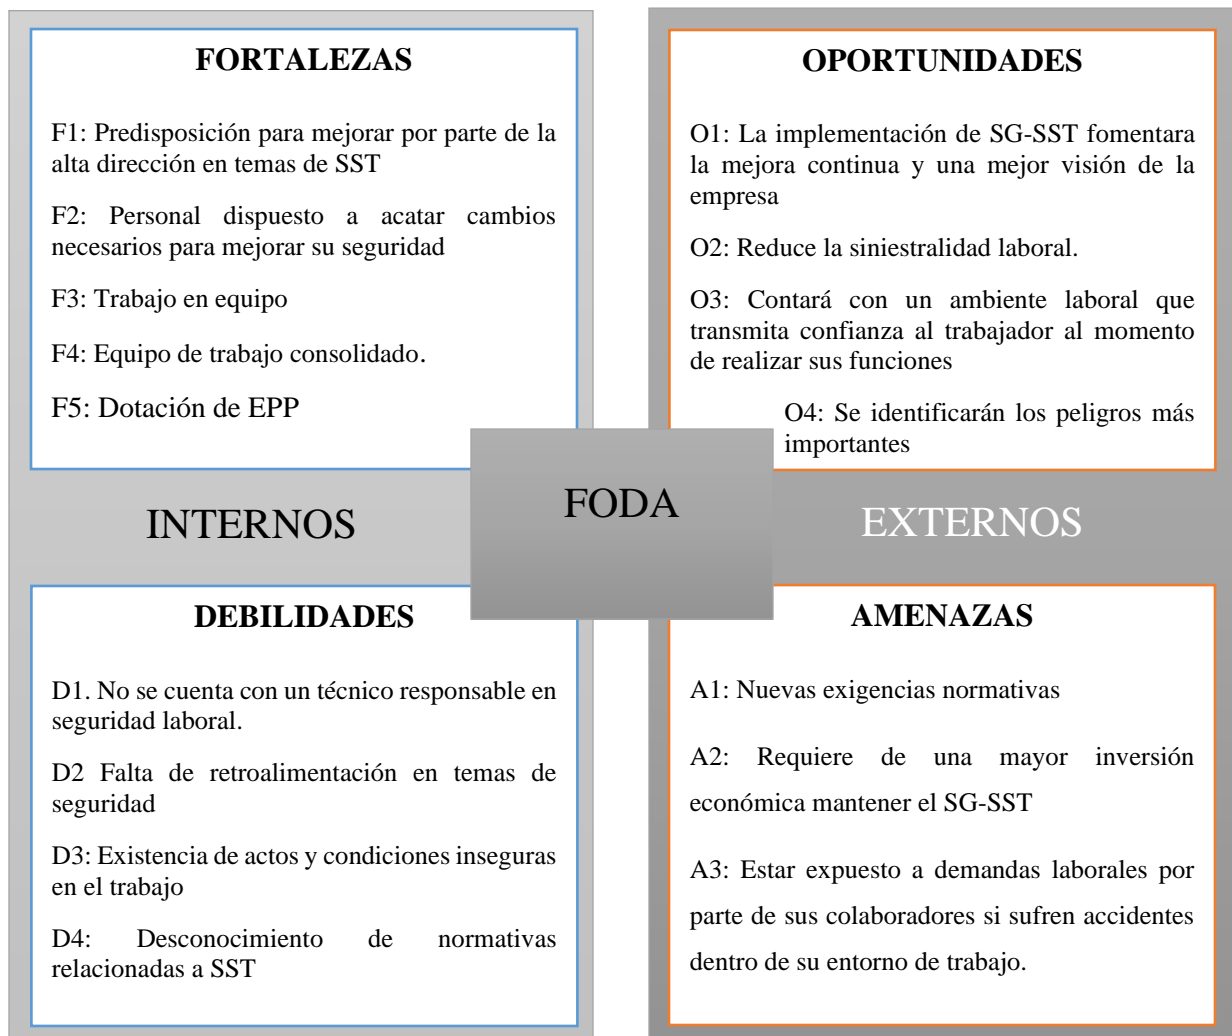 FORTALEZAS
F1: Predisposición para mejorar por parte de la
alta dirección en temas de SST
F2: Personal dispuesto a acatar cambios
necesarios para mejorar su seguridad
F3: Trabajo en equipo
F4: Equipo de trabajo consolidado.
F5: Dotación de EPP
OPORTUNIDADES
O1: La implementación de SG-SST fomentara
la mejora continua y una mejor visión de la
empresa
O2: Reduce la siniestralidad laboral.
O3: Contará con un ambiente laboral que
transmita confianza al trabajador al momento
de realizar sus funciones
O4: Se identificarán los peligros más
importantes
INTERNOS
FODA
EXTERNOS
DEBILIDADES
D1. No se cuenta con un técnico responsable en
seguridad laboral.
D2 Falta de retroalimentación en temas de
seguridad
D3: Existencia de actos y condiciones inseguras
en el trabajo
D4: Desconocimiento de normativas
relacionadas a SST
AMENAZAS
A1: Nuevas exigencias normativas
A2: Requiere de una mayor inversión
económica mantener el SG-SST
A3: Estar expuesto a demandas laborales por
parte de sus colaboradores si sufren accidentes
dentro de su entorno de trabajo.